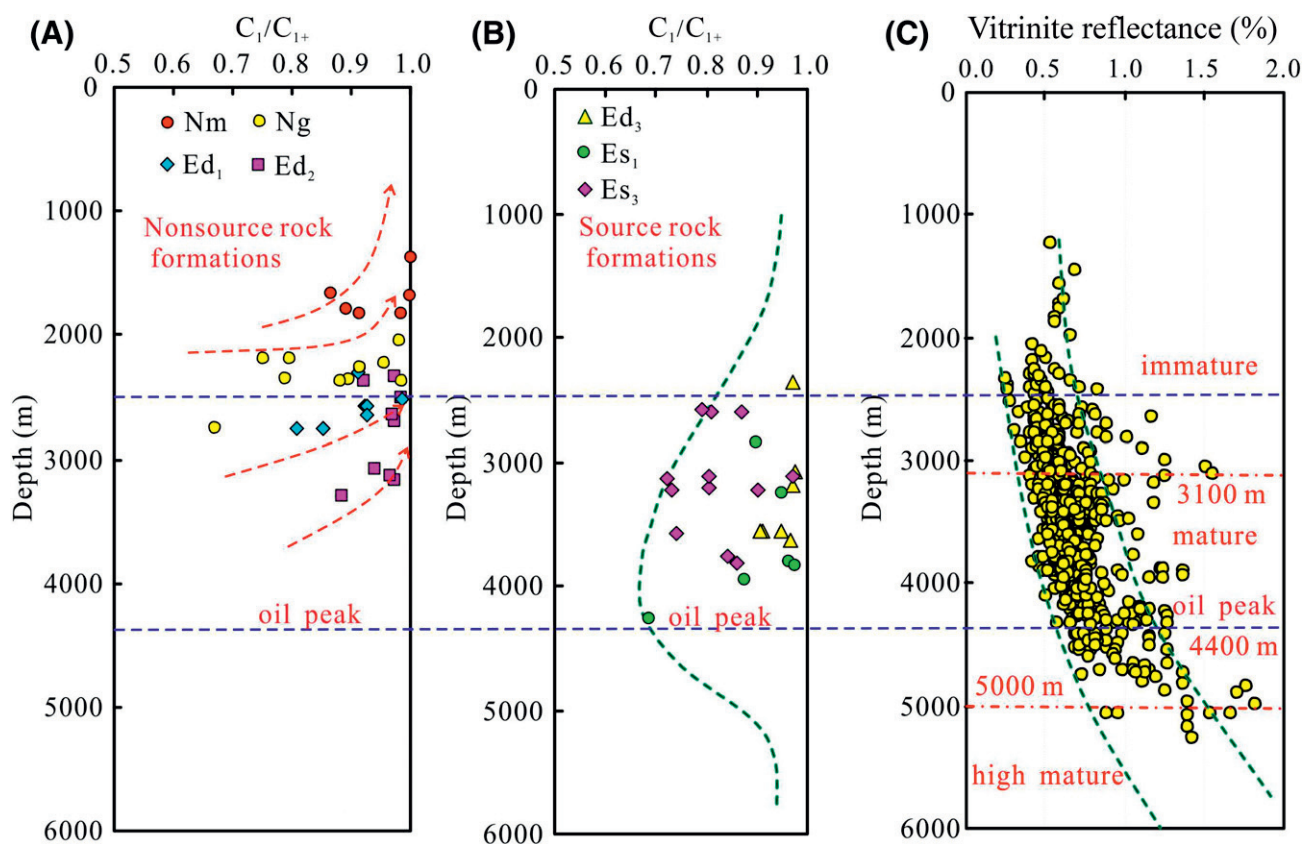 (A)
C₁/C₁₊
0.5 0.6 0.7 0.8 0.9 1.0
0
1000
2000
3000
4000
5000
6000
Depth (m)
Nm Ng
Ed₁ Ed₂
Nonsource rock
formations
oil peak
(B)
C₁/C₁₊
0.5 0.6 0.7 0.8 0.9 1.0
0
1000
2000
3000
4000
5000
6000
Depth (m)
Ed₃
Es₁
Es₃
Source rock
formations
oil peak
(C)
Vitrinite reflectance (%)
0.0 0.5 1.0 1.5 2.0
0
1000
2000
3000
4000
5000
6000
Depth (m)
immature
3100 m
mature
oil peak
4400 m
5000 m
high mature